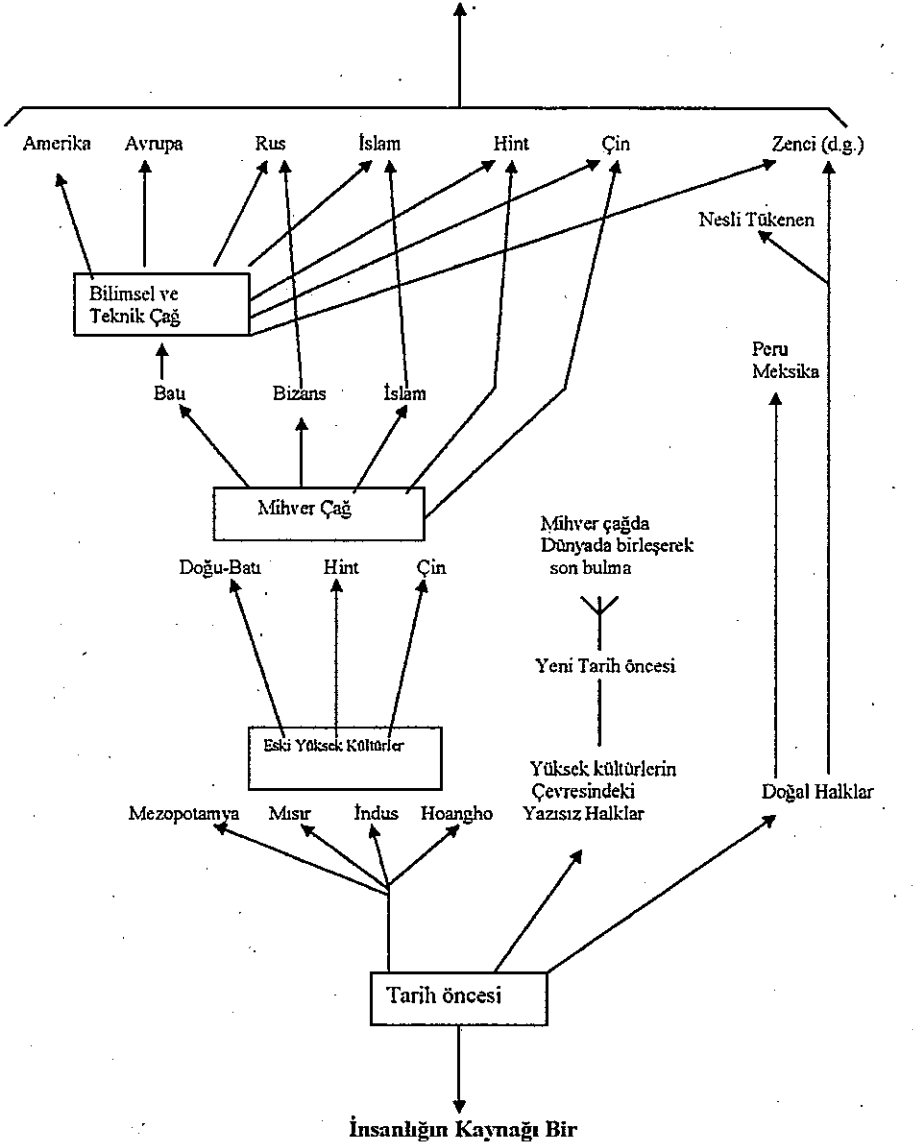 Amerika Avrupa Rus İslam Hint Çin Zenci (d.g.)
Nesli Tükenen
Bilimsel ve
Teknik Çağ
Peru
Meksika
Batı Bizans İslam
Mihver Çağ
Mihver çağda
Dünyada birleşerek
son bulma
Doğu-Batı Hint Çin
Yeni Tarih öncesi
Eski Yüksek Kültürler
Yüksek kültürlerin
Çevresindeki
Yazısız Halklar
Doğal Halklar
Mezopotamya Mısır İndus Hoangho
Tarih öncesi
İnsanlığın Kaynağı Bir